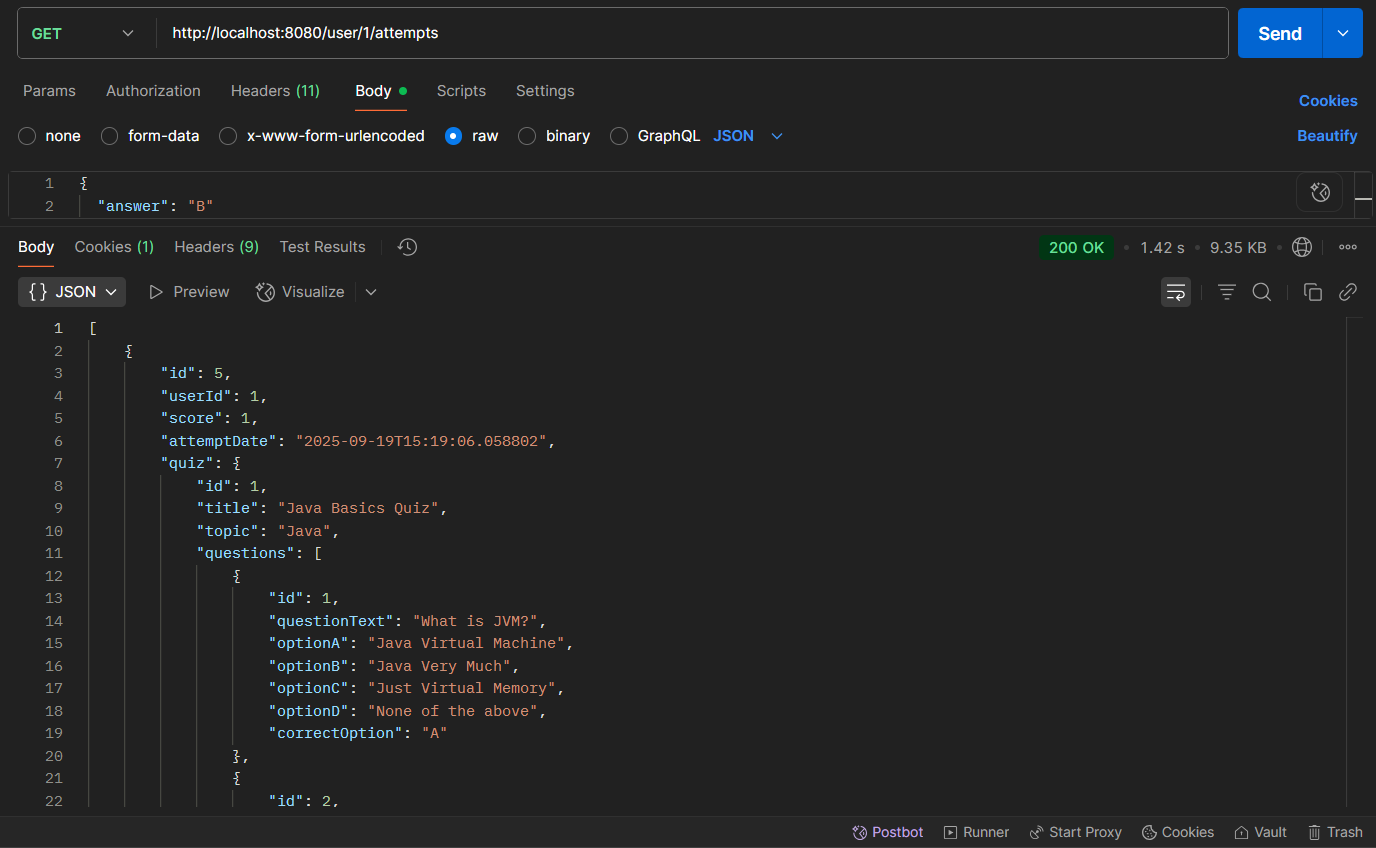 GET http://localhost:8080/user/1/attempts Send
Params Authorization Headers (11) Body Scripts Settings Cookies
none form-data x-www-form-urlencoded raw binary GraphQL JSON Beautify
1 {
2 "answer": "B"
Body Cookies (1) Headers (9) Test Results 200 OK • 1.42 s • 9.35 KB •
{} JSON Preview Visualize
1 [
2 {
3 "id": 5,
4 "userId": 1,
5 "score": 1,
6 "attemptDate": "2025-09-19T15:19:06.058802",
7 "quiz": {
8 "id": 1,
9 "title": "Java Basics Quiz",
10 "topic": "Java",
11 "questions": [
12 {
13 "id": 1,
14 "questionText": "What is JVM?",
15 "optionA": "Java Virtual Machine",
16 "optionB": "Java Very Much",
17 "optionC": "Just Virtual Memory",
18 "optionD": "None of the above",
19 "correctOption": "A"
20 },
21 {
22 "id": 2,
Postbot Runner Start Proxy Cookies Vault Trash